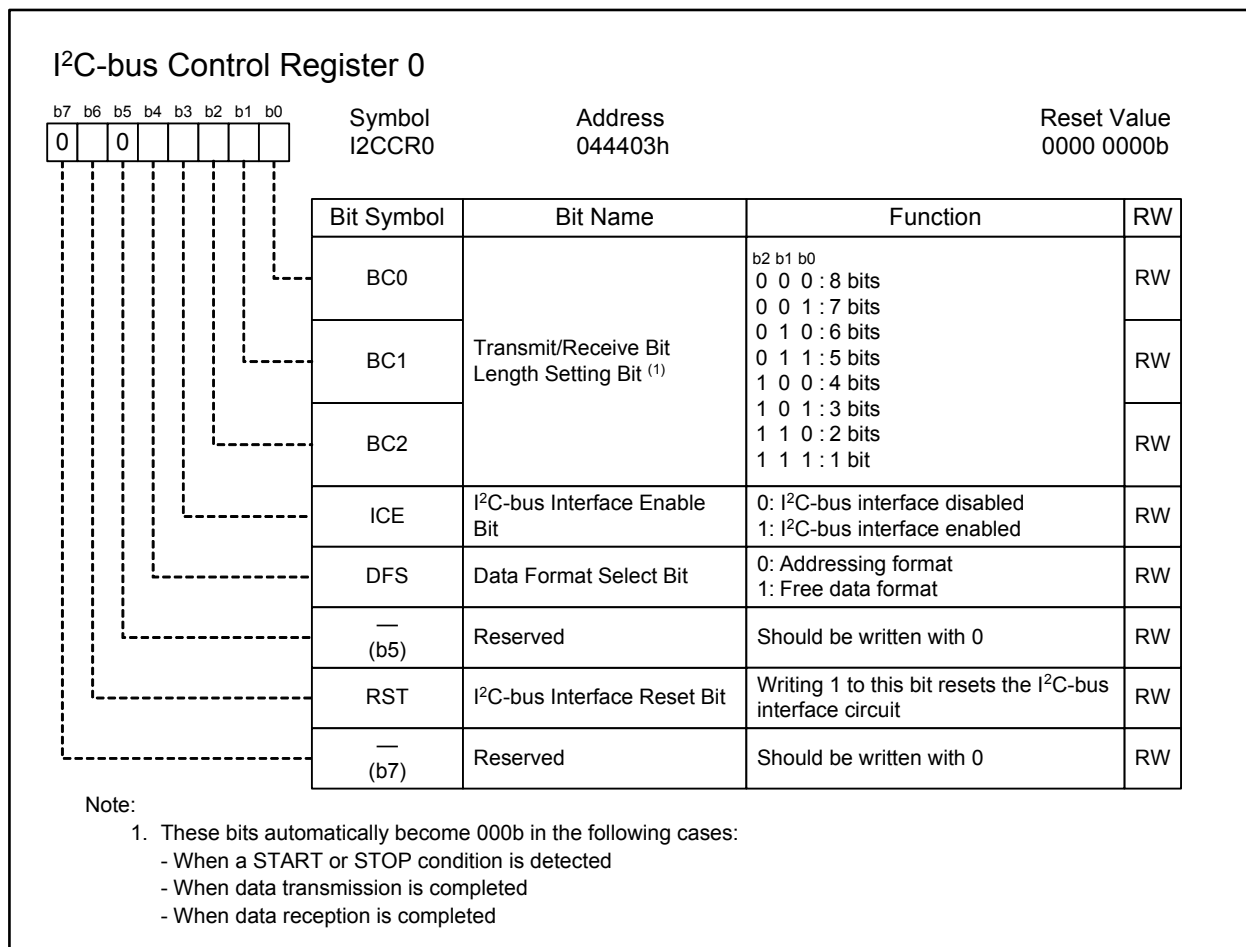 I²C-bus Control Register 0
b7 b6 b5 b4 b3 b2 b1 b0
0 0
Symbol Address Reset Value
I2CCR0 044403h 0000 0000b
Bit Symbol Bit Name Function RW
BC0
BC1
BC2
Transmit/Receive Bit
Length Setting Bit (1)
b2 b1 b0
0 0 0 : 8 bits
0 0 1 : 7 bits
0 1 0 : 6 bits
0 1 1 : 5 bits
1 0 0 : 4 bits
1 0 1 : 3 bits
1 1 0 : 2 bits
1 1 1 : 1 bit
RW
RW
RW
ICE
I²C-bus Interface Enable
Bit
0: I²C-bus interface disabled
1: I²C-bus interface enabled
RW
DFS
Data Format Select Bit
0: Addressing format
1: Free data format
RW
—
(b5)
Reserved
Should be written with 0
RW
RST
I²C-bus Interface Reset Bit
Writing 1 to this bit resets the I²C-bus
interface circuit
RW
—
(b7)
Reserved
Should be written with 0
RW
Note:
1. These bits automatically become 000b in the following cases:
- When a START or STOP condition is detected
- When data transmission is completed
- When data reception is completed